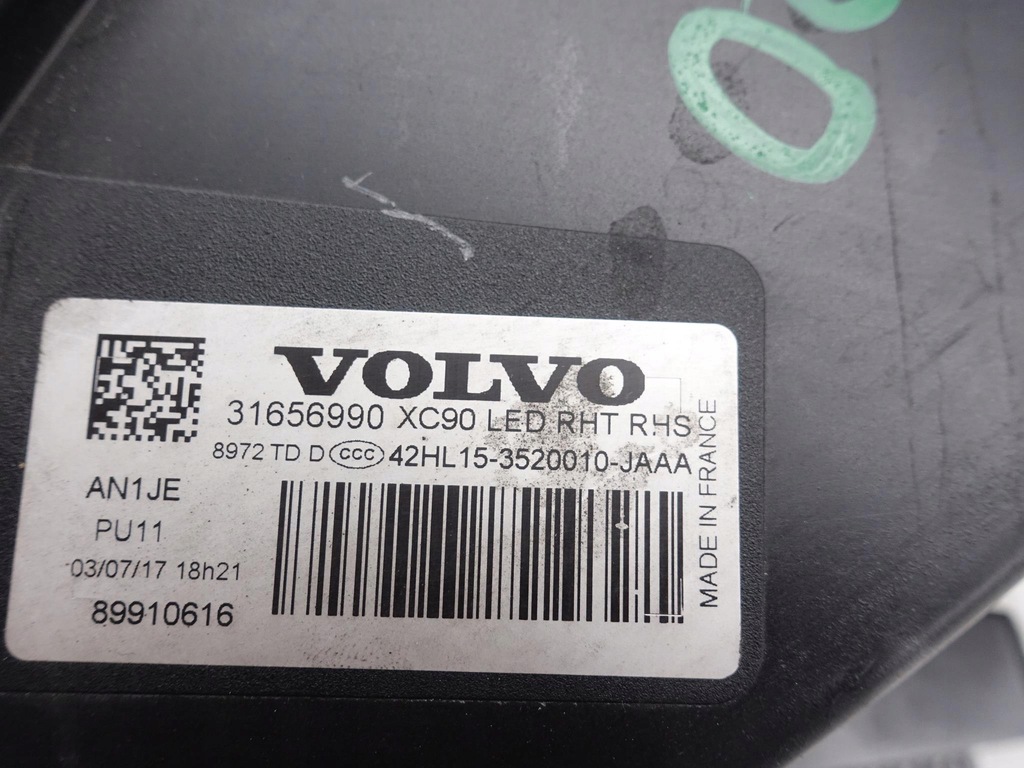 VOLVO
31656990 XC90 LED RHT RHS
8972 TD D CCC 42HL15-3520010-JAAA
AN1JE
PU11
03/07/17 18h21
89910616
MADE IN FRANCE